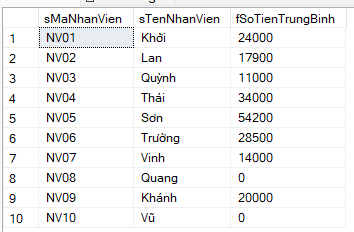 sMaNhanVien sTenNhanVien fSoTienTrungBinh
1 NV01 Khởi 24000
2 NV02 Lan 17900
3 NV03 Quỳnh 11000
4 NV04 Thái 34000
5 NV05 Sơn 54200
6 NV06 Trường 28500
7 NV07 Vinh 14000
8 NV08 Quang 0
9 NV09 Khánh 20000
10 NV10 Vũ 0